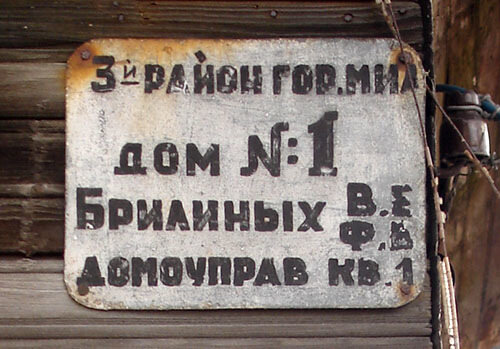 3й РАЙОН ГОР.МИЛ
ДОМ №1
БРИЛИНЫХ В.Е
Ф.В
ДОМОУПРАВ КВ.1